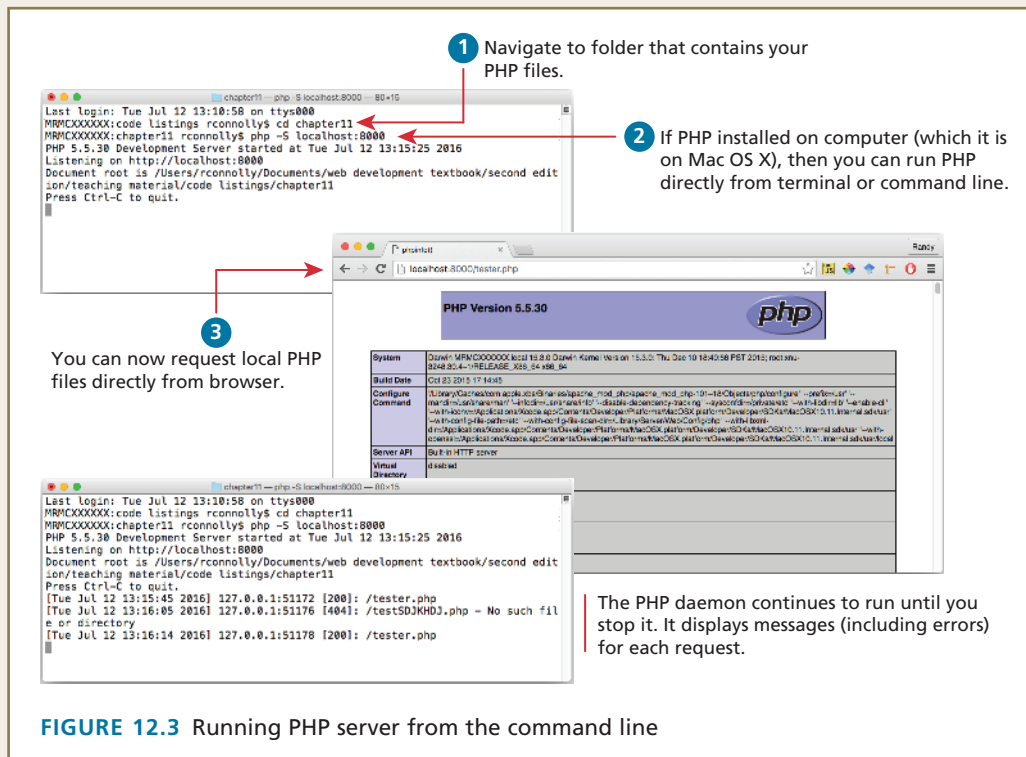 1 Navigate to folder that contains your
PHP files.
chapter11 — php -S localhost:8000 — 80×15
Last login: Tue Jul 12 13:10:58 on ttys000
MRMCXXXXXX:code listings rconnolly$ cd chapter11
MRMCXXXXXX:chapter11 rconnolly$ php -S localhost:8000
PHP 5.5.30 Development Server started at Tue Jul 12 13:15:25 2016
Listening on http://localhost:8000
Document root is /Users/rconnolly/Documents/web development textbook/second edit
ion/teaching material/code listings/chapter11
Press Ctrl-C to quit.
2 If PHP installed on computer (which it is
on Mac OS X), then you can run PHP
directly from terminal or command line.
phpinfo()
Randy
localhost:8000/tester.php
3
You can now request local PHP
files directly from browser.
PHP Version 5.5.30
php
System
Build Date Oct 23 2015 17:14:45
Configure
Command
Server API Built-in HTTP server
Virtual
Directory
disabled
chapter11 — php -S localhost:8000 — 80×15
Last login: Tue Jul 12 13:10:58 on ttys000
MRMCXXXXXX:code listings rconnolly$ cd chapter11
MRMCXXXXXX:chapter11 rconnolly$ php -S localhost:8000
PHP 5.5.30 Development Server started at Tue Jul 12 13:15:25 2016
Listening on http://localhost:8000
Document root is /Users/rconnolly/Documents/web development textbook/second edit
ion/teaching material/code listings/chapter11
Press Ctrl-C to quit.
[Tue Jul 12 13:15:45 2016] 127.0.0.1:51172 [200]: /tester.php
[Tue Jul 12 13:16:05 2016] 127.0.0.1:51176 [404]: /testSDJKHDJ.php - No such fil
e or directory
[Tue Jul 12 13:16:14 2016] 127.0.0.1:51178 [200]: /tester.php
The PHP daemon continues to run until you
stop it. It displays messages (including errors)
for each request.
FIGURE 12.3 Running PHP server from the command line